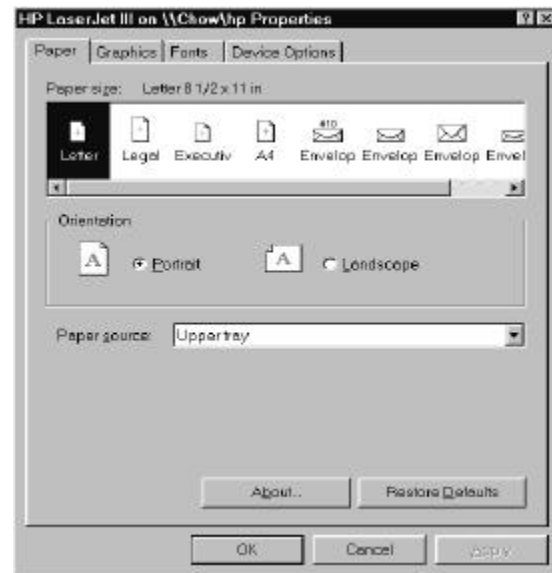 HP LaserJet III on \\Chow\hp Properties
Paper Graphics Fonts Device Options
Paper size: Letter 8 1/2 x 11 in
#10
Letter Legal Executiv A4 Envelop Envelop Envelop Envel
Orientation
A Portrait A Landscape
Paper source: Upper tray
About... Restore Defaults
OK Cancel Apply